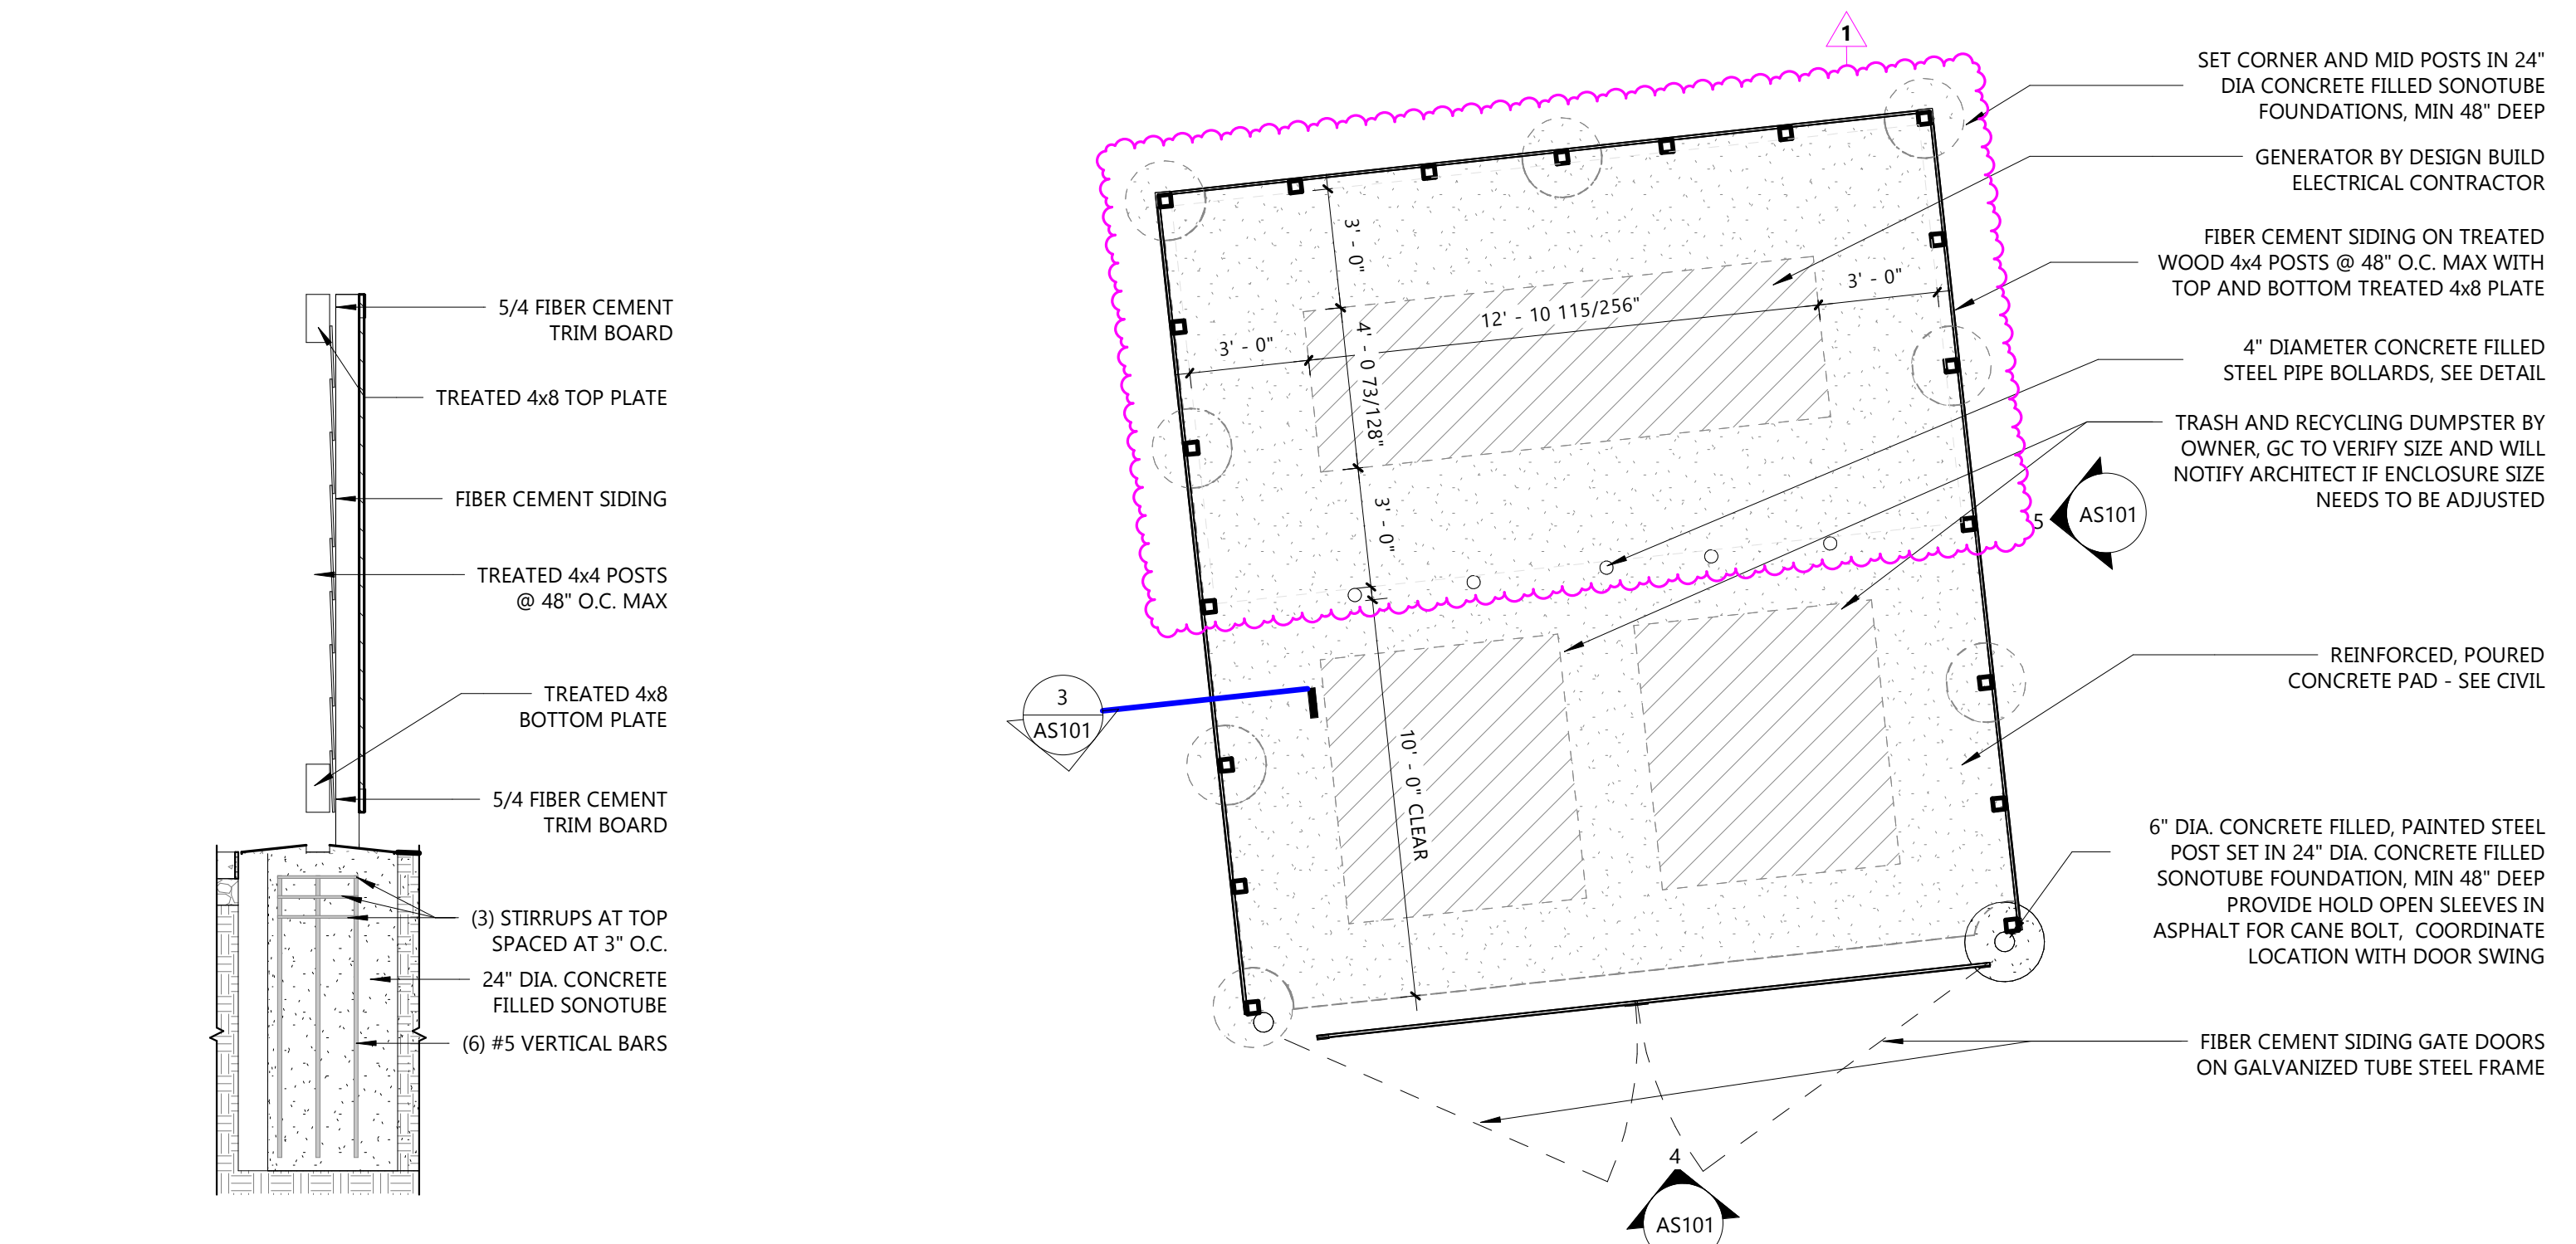 5/4 FIBER CEMENT
TRIM BOARD
TREATED 4x8 TOP PLATE
FIBER CEMENT SIDING
TREATED 4x4 POSTS
@ 48" O.C. MAX
TREATED 4x8
BOTTOM PLATE
5/4 FIBER CEMENT
TRIM BOARD
(3) STIRRUPS AT TOP
SPACED AT 3" O.C.
24" DIA. CONCRETE
FILLED SONOTUBE
(6) #5 VERTICAL BARS
1
3' - 0"
12' - 10 115/256"
3' - 0"
3' - 0"
4' - 0 73/128"
3' - 0"
10' - 0" CLEAR
3
AS101
5
AS101
4
AS101
SET CORNER AND MID POSTS IN 24"
DIA CONCRETE FILLED SONOTUBE
FOUNDATIONS, MIN 48" DEEP
GENERATOR BY DESIGN BUILD
ELECTRICAL CONTRACTOR
FIBER CEMENT SIDING ON TREATED
WOOD 4x4 POSTS @ 48" O.C. MAX WITH
TOP AND BOTTOM TREATED 4x8 PLATE
4" DIAMETER CONCRETE FILLED
STEEL PIPE BOLLARDS, SEE DETAIL
TRASH AND RECYCLING DUMPSTER BY
OWNER, GC TO VERIFY SIZE AND WILL
NOTIFY ARCHITECT IF ENCLOSURE SIZE
NEEDS TO BE ADJUSTED
REINFORCED, POURED
CONCRETE PAD - SEE CIVIL
6" DIA. CONCRETE FILLED, PAINTED STEEL
POST SET IN 24" DIA. CONCRETE FILLED
SONOTUBE FOUNDATION, MIN 48" DEEP
PROVIDE HOLD OPEN SLEEVES IN
ASPHALT FOR CANE BOLT, COORDINATE
LOCATION WITH DOOR SWING
FIBER CEMENT SIDING GATE DOORS
ON GALVANIZED TUBE STEEL FRAME